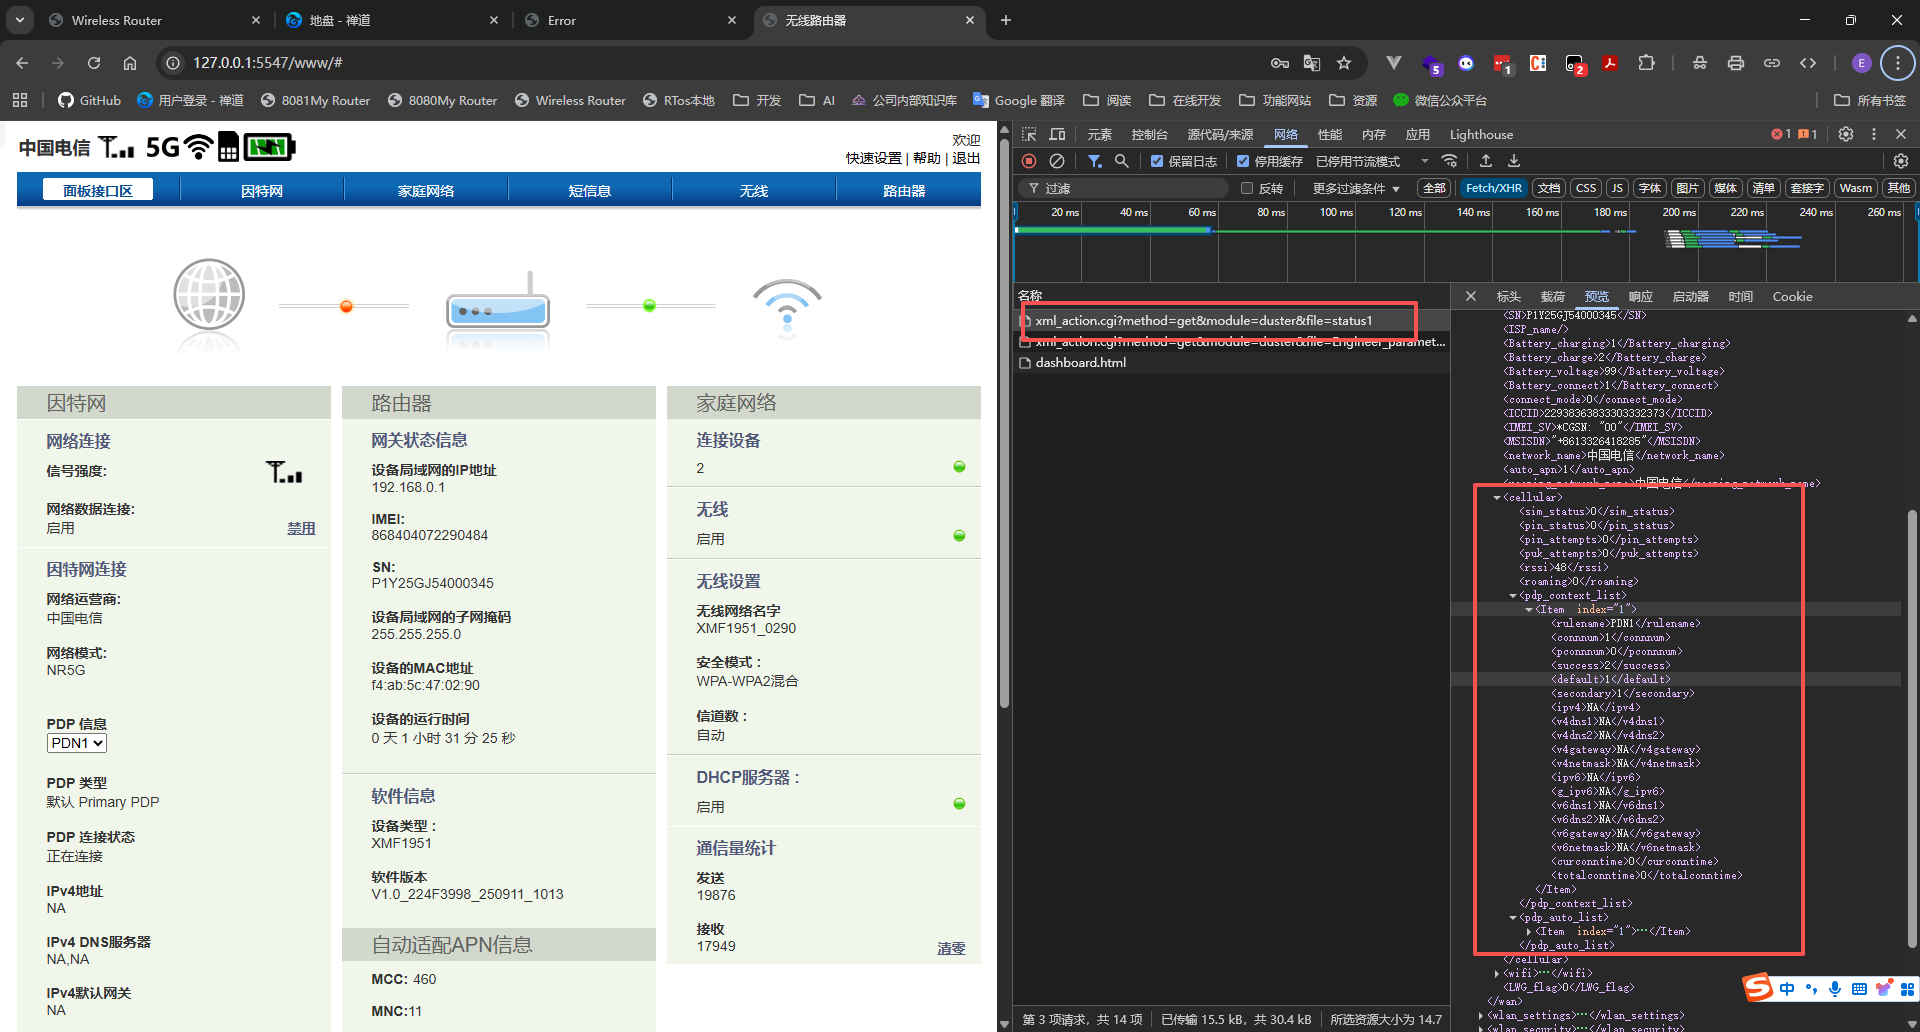 Wireless Router
地盘 - 禅道
Error
无线路由器
127.0.0.1:5547/www/#
5
1
2
E
GitHub
用户登录 - 禅道
8081My Router
8080My Router
Wireless Router
RTos本地
开发
AI
公司内部知识库
Google 翻译
阅读
在线开发
功能网站
资源
微信公众平台
所有书签
中国电信
5G
欢迎
快速设置 | 帮助 | 退出
面板接口区
因特网
家庭网络
短信息
无线
路由器
因特网
网络连接
信号强度:
网络数据连接:
启用
禁用
因特网连接
网络运营商:
中国电信
网络模式:
NR5G
PDP 信息
PDN1
PDP 类型
默认 Primary PDP
PDP 连接状态
正在连接
IPv4地址
NA
IPv4 DNS服务器
NA,NA
IPv4默认网关
NA
路由器
网关状态信息
设备局域网的IP地址
192.168.0.1
IMEI:
868404072290484
SN:
P1Y25GJ54000345
设备局域网的子网掩码
255.255.255.0
设备的MAC地址
f4:ab:5c:47:02:90
设备的运行时间
0 天 1 小时 31 分 25 秒
软件信息
设备类型：
XMF1951
软件版本
V1.0_224F3998_250911_1013
自动适配APN信息
MCC: 460
MNC:11
家庭网络
连接设备
2
无线
启用
无线设置
无线网络名字
XMF1951_0290
安全模式：
WPA-WPA2混合
信道数：
自动
DHCP服务器：
启用
通信量统计
发送
19876
接收
17949
清零
元素
控制台
源代码/来源
网络
性能
内存
应用
Lighthouse
1
1
保留日志
停用缓存
已停用节流模式
过滤
反转
更多过滤条件
全部
Fetch/XHR
文档
CSS
JS
字体
图片
媒体
清单
套接字
Wasm
其他
20 ms
40 ms
60 ms
80 ms
100 ms
120 ms
140 ms
160 ms
180 ms
200 ms
220 ms
240 ms
260 ms
名称
xml_action.cgi?method=get&module=duster&file=status1
xml_action.cgi?method=get&module=duster&file=Engineer_paramet...
dashboard.html
标头
载荷
预览
响应
启动器
时间
Cookie
<SN>P1Y25GJ54000345</SN>
<ISP_name/>
<Battery_charging>1</Battery_charging>
<Battery_charge>2</Battery_charge>
<Battery_voltage>99</Battery_voltage>
<Battery_connect>1</Battery_connect>
<connect_mode>0</connect_mode>
<ICCID>22938363833303332373</ICCID>
<IMEI_SV>*CGSN: "00"</IMEI_SV>
<MSISDN>"+8613326418285"</MSISDN>
<network_name>中国电信</network_name>
<auto_apn>1</auto_apn>
<roaming_network_name>中国电信</roaming_network_name>
<cellular>
<sim_status>0</sim_status>
<pin_status>0</pin_status>
<pin_attempts>0</pin_attempts>
<puk_attempts>0</puk_attempts>
<rssi>48</rssi>
<roaming>0</roaming>
<pdp_context_list>
<Item index="1">
<rulename>PDN1</rulename>
<connnum>1</connnum>
<pconnnum>0</pconnnum>
<success>2</success>
<default>1</default>
<secondary>1</secondary>
<ipv4>NA</ipv4>
<v4dns1>NA</v4dns1>
<v4dns2>NA</v4dns2>
<v4gateway>NA</v4gateway>
<v4netmask>NA</v4netmask>
<ipv6>NA</ipv6>
<g_ipv6>NA</g_ipv6>
<v6dns1>NA</v6dns1>
<v6dns2>NA</v6dns2>
<v6gateway>NA</v6gateway>
<v6netmask>NA</v6netmask>
<curconntime>0</curconntime>
<totalconntime>0</totalconntime>
</Item>
</pdp_context_list>
<pdp_auto_list>
<Item index="1">…</Item>
</pdp_auto_list>
</cellular>
<wifi>…</wifi>
<LWG_flag>0</LWG_flag>
</wan>
<wlan_settings>…</wlan_settings>
<wlan_security>…</wlan_security>
第 3 项请求，共 14 项
已传输 15.5 kB，共 30.4 kB
所选资源大小为 14.7
S
中